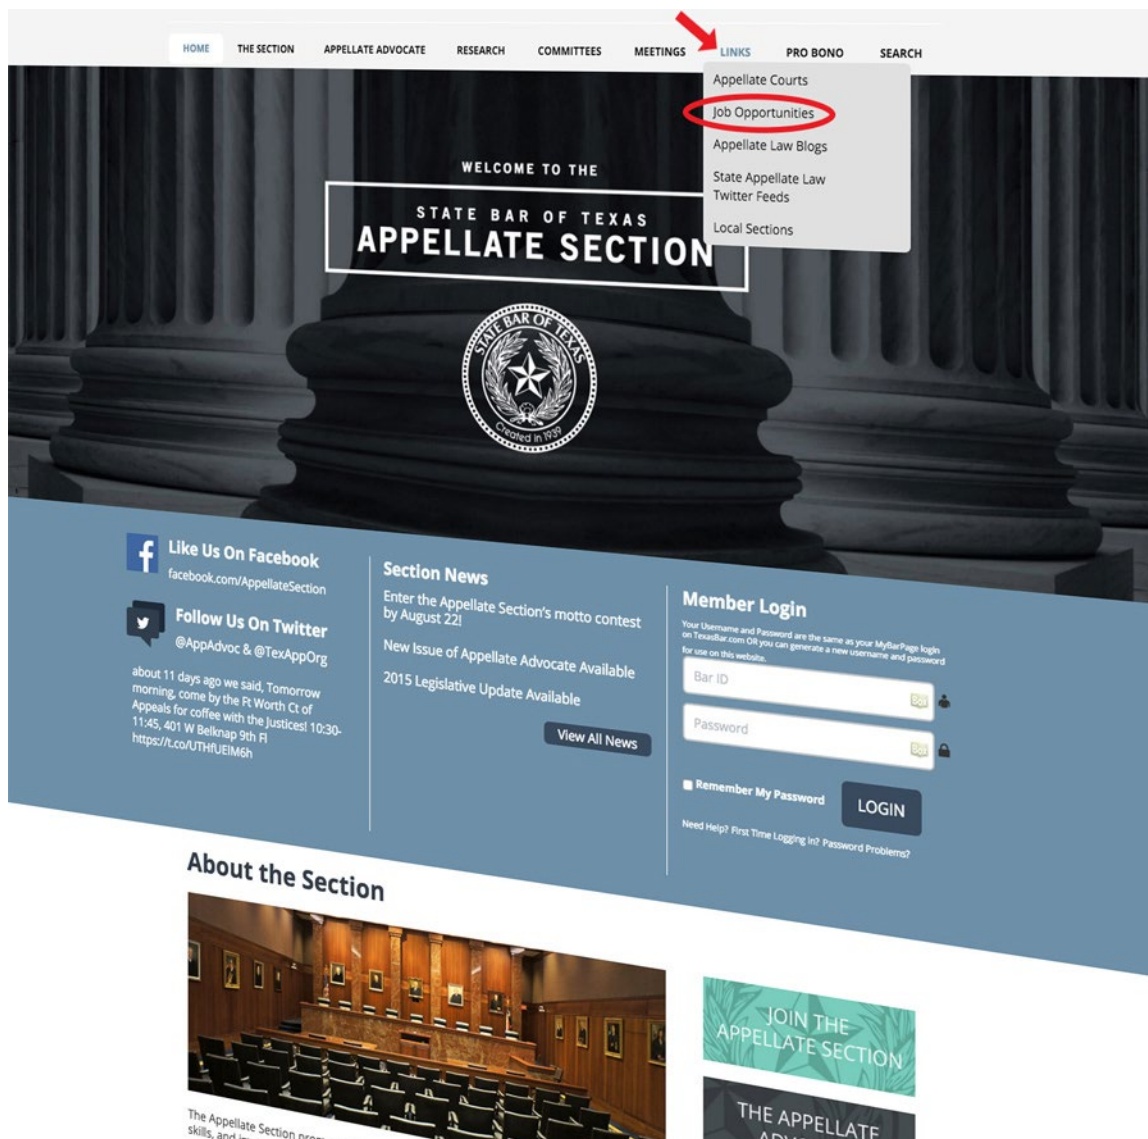 HOME THE SECTION APPELLATE ADVOCATE RESEARCH COMMITTEES MEETINGS LINKS PRO BONO SEARCH
Appellate Courts
Job Opportunities
Appellate Law Blogs
State Appellate Law
Twitter Feeds
Local Sections
WELCOME TO THE
STATE BAR OF TEXAS
APPELLATE SECTION
STATE BAR OF TEXAS
Created in 1939
Like Us On Facebook
facebook.com/AppellateSection
Follow Us On Twitter
@AppAdvoc & @TexAppOrg
about 11 days ago we said, Tomorrow
morning, come by the Ft Worth Ct of
Appeals for coffee with the Justices! 10:30-
11:45, 401 W Belknap 9th Fl
https://t.co/UTHfUEIM6h
Section News
Enter the Appellate Section's motto contest
by August 22!
New Issue of Appellate Advocate Available
2015 Legislative Update Available
View All News
Member Login
Your Username and Password are the same as your MyBarPage login
on TexasBar.com OR you can generate a new username and password
for use on this website.
Bar ID
Password
Remember My Password
LOGIN
Need Help? First Time Logging in? Password Problems?
About the Section
JOIN THE
APPELLATE SECTION
THE APPELLATE
The Appellate Section
skills, and